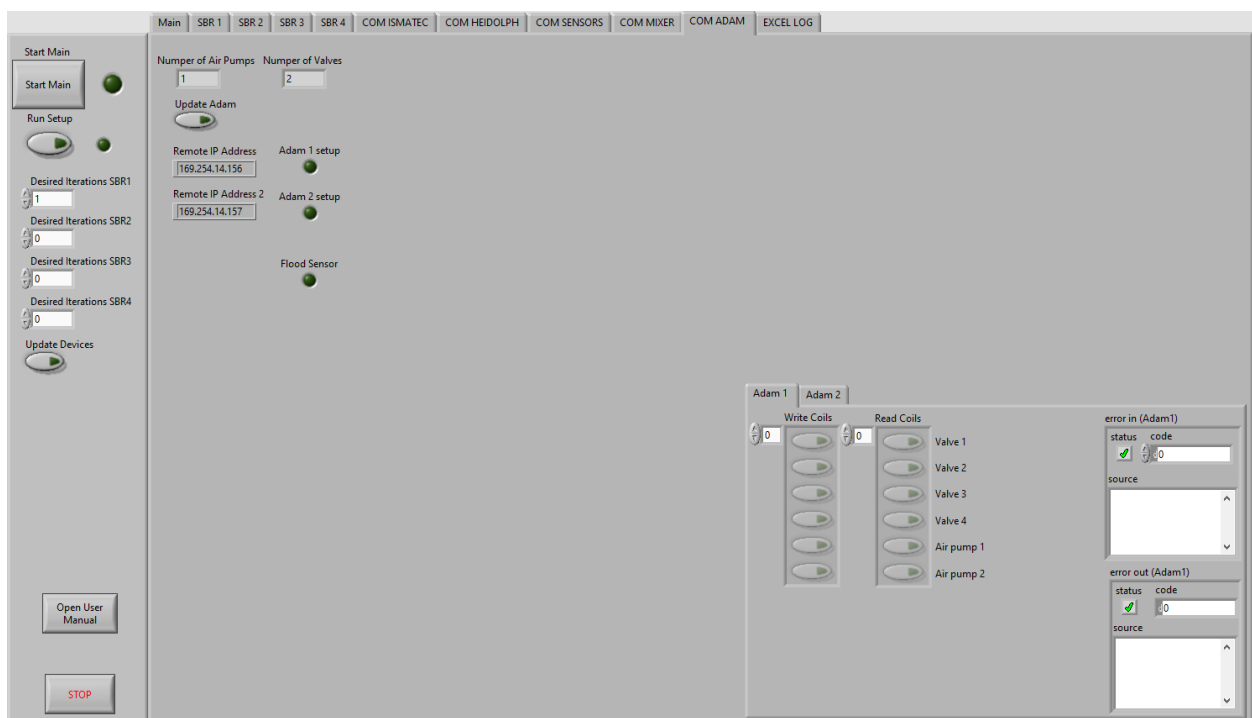 Main SBR 1 SBR 2 SBR 3 SBR 4 COM ISMATEC COM HEIDOLPH COM SENSORS COM MIXER COM ADAM EXCEL LOG
Start Main
Start Main
Run Setup
Desired Iterations SBR1
1
Desired Iterations SBR2
0
Desired Iterations SBR3
0
Desired Iterations SBR4
0
Update Devices
Open User
Manual
STOP
Numper of Air Pumps Numper of Valves
1 2
Update Adam
Remote IP Address Adam 1 setup
169.254.14.156
Remote IP Address 2 Adam 2 setup
169.254.14.157
Flood Sensor
Adam 1 Adam 2
Write Coils Read Coils
0 0
Valve 1
Valve 2
Valve 3
Valve 4
Air pump 1
Air pump 2
error in (Adam1)
status code
d0
source
error out (Adam1)
status code
d0
source